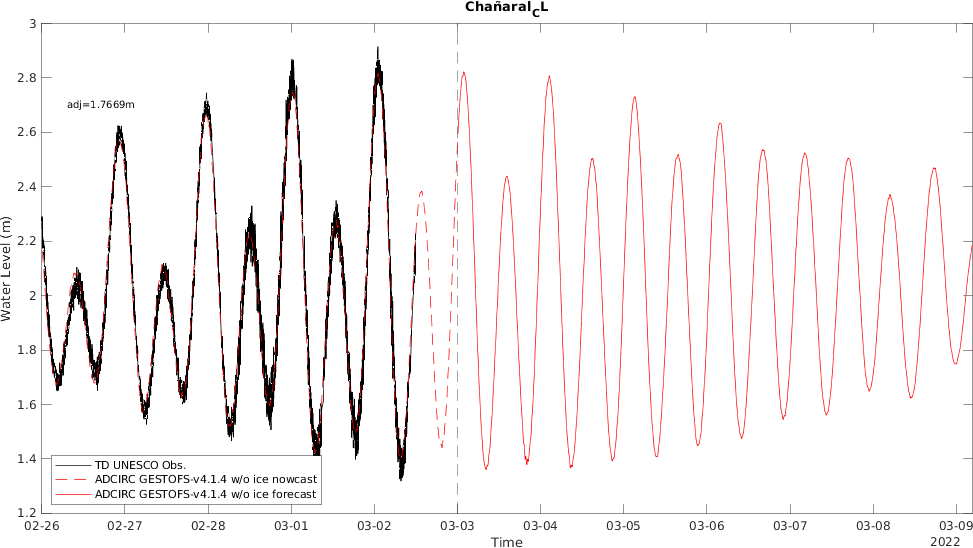 Chañaral_CL
Water Level (m)
3
2.8
2.6
2.4
2.2
2
1.8
1.6
1.4
1.2
adj=1.7669m
TD UNESCO Obs.
ADCIRC GESTOFS-v4.1.4 w/o ice nowcast
ADCIRC GESTOFS-v4.1.4 w/o ice forecast
02-26 02-27 02-28 03-01 03-02 03-03 03-04 03-05 03-06 03-07 03-08 03-09
Time
2022